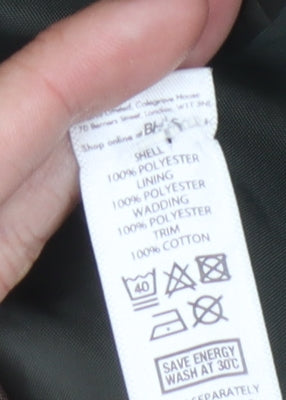 Limited, Colegrave House
70 Berners Street, London, W1T 3NL
Shop online at
SHELL
100% POLYESTER
LINING
100% POLYESTER
WADDING
100% POLYESTER
TRIM
100% COTTON
40
SAVE ENERGY
WASH AT 30°C
SEPARATELY